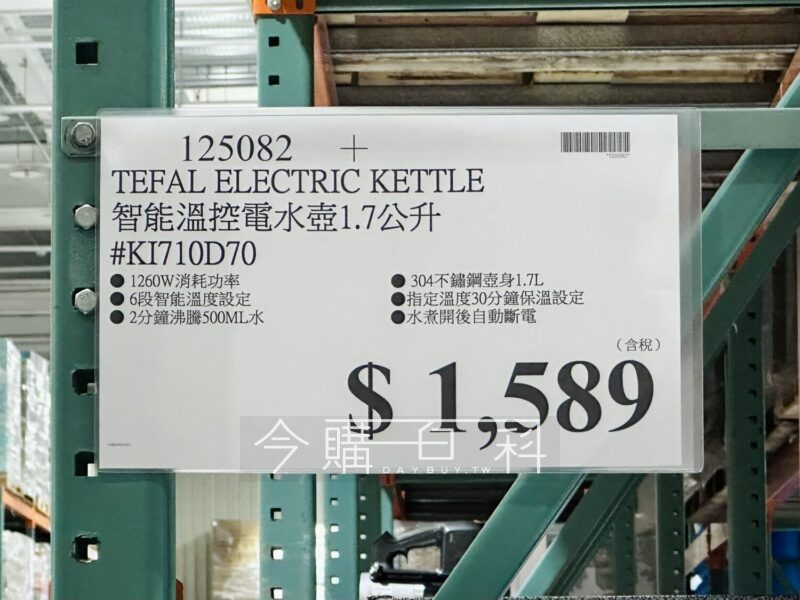 125082 +
*125082*
TEFAL ELECTRIC KETTLE
智能溫控電水壺1.7公升
#KI710D70
● 1260W消耗功率
● 6段智能溫度設定
● 2分鐘沸騰500ML水
● 304不鏽鋼壺身1.7L
●指定溫度30分鐘保溫設定
●水煮開後自動斷電
(含稅)
$ 1,589
今購百科
DAYBUY.TW